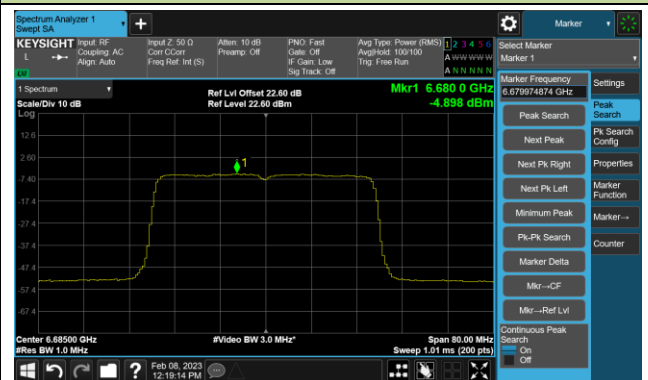 Spectrum Analyzer 1
Swept SA
+
Marker
KEYSIGHT
L
Input: RF
Coupling: AC
Align: Auto
Input Z: 50 Ω
Corr CCorr
Freq Ref: Int (S)
Atten: 10 dB
Preamp: Off
PNO: Fast
Gate: Off
IF Gain: Low
Sig Track: Off
Avg Type: Power (RMS)
Avg|Hold: 100/100
Trig: Free Run
1 2 3 4 5 6
A W W W W W
A N N N N N
Select Marker
Marker 1
Marker Frequency
6.679974874 GHz
Peak Search
Next Peak
Next Pk Right
Next Pk Left
Minimum Peak
Pk-Pk Search
Marker Delta
Mkr→CF
Mkr→Ref Lvl
Continuous Peak
Search
On
Off
Settings
Peak
Search
Pk Search
Config
Properties
Marker
Function
Marker→
Counter
1 Spectrum
Scale/Div 10 dB
Log
Ref Lvl Offset 22.60 dB
Ref Level 22.60 dBm
Mkr1 6.680 0 GHz
-4.898 dBm
12.6
2.60
-7.40
-17.4
-27.4
-37.4
-47.4
-57.4
-67.4
1
Center 6.68500 GHz
#Res BW 1.0 MHz
#Video BW 3.0 MHz*
Span 80.00 MHz
Sweep 1.01 ms (200 pts)
?
Feb 08, 2023
12:19:14 PM